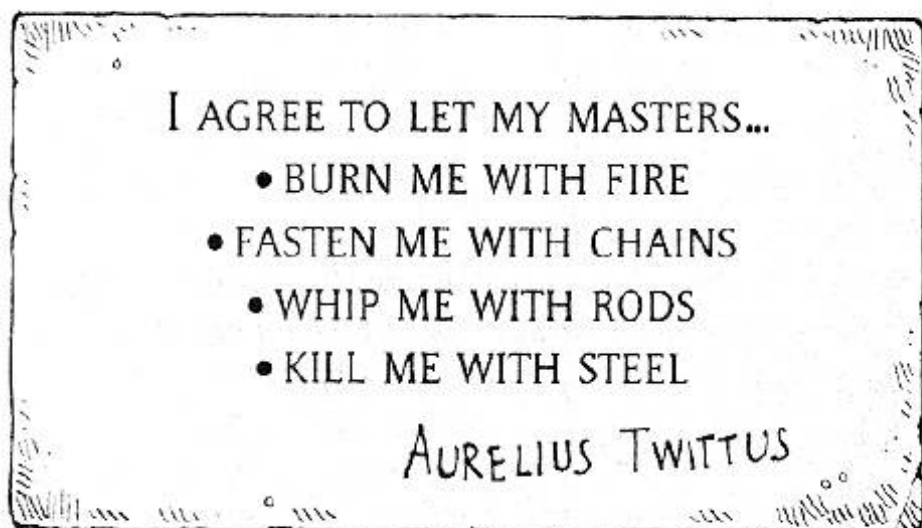 I AGREE TO LET MY MASTERS...
• BURN ME WITH FIRE
• FASTEN ME WITH CHAINS
• WHIP ME WITH RODS
• KILL ME WITH STEEL
AURELIUS TWITTUS